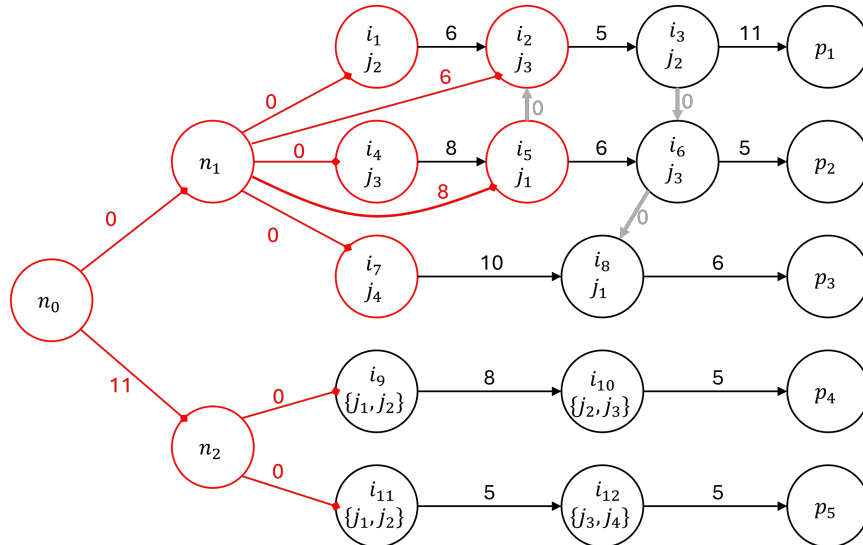 i₁
j₂
6
i₂
j₃
5
i₃
j₂
11
p₁
6
0
0
0
n₁
0
i₄
j₃
8
i₅
j₁
6
i₆
j₃
5
p₂
8
0
0
0
i₇
j₄
10
i₈
j₁
6
p₃
n₀
11
n₂
0
i₉
{j₁, j₂}
8
i₁₀
{j₂, j₃}
5
p₄
0
i₁₁
{j₁, j₂}
5
i₁₂
{j₃, j₄}
5
p₅